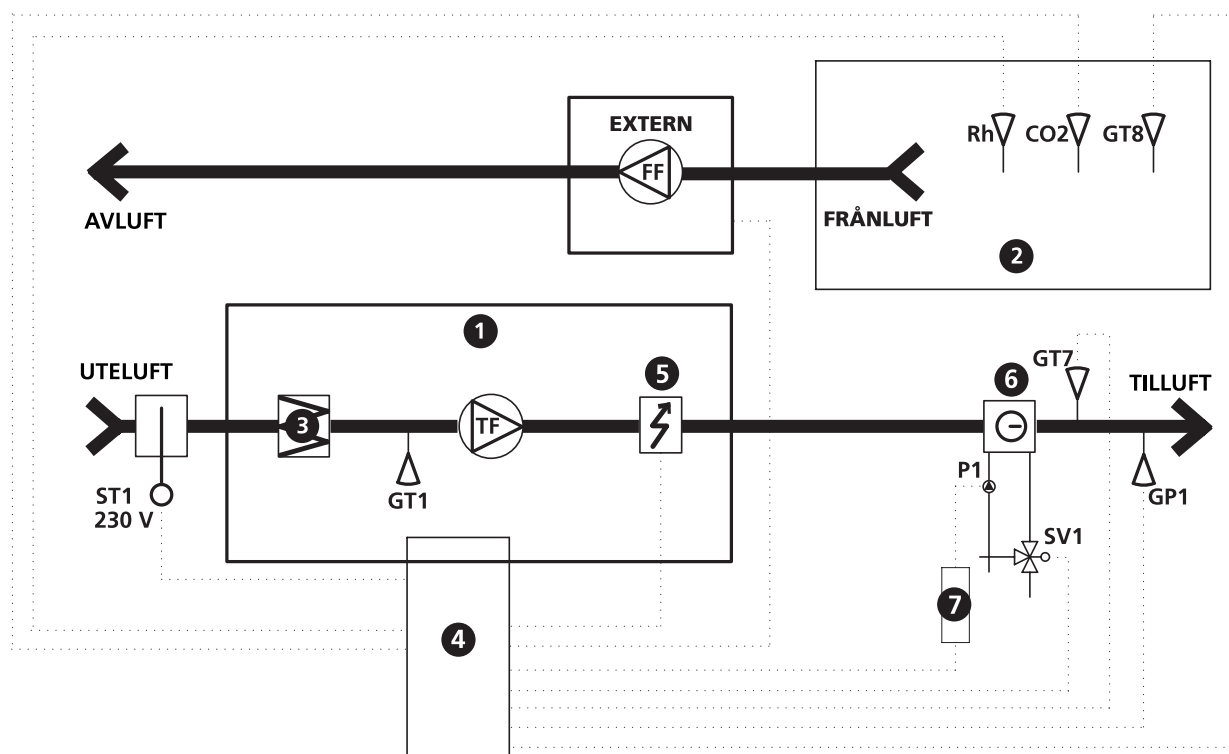 EXTERN
Rh
CO2
GT8
FF
AVLUFT
FRÅNLUFT
2
1
UTELUFT
5
6
GT7
TILLUFT
3
TF
P1
ST1
230 V
GT1
GP1
SV1
7
4